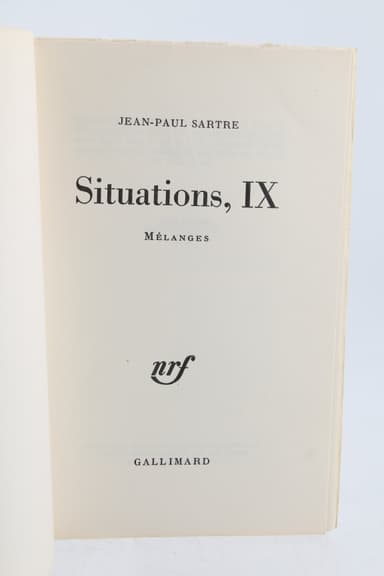 JEAN-PAUL SARTRE
Situations, IX
MÉLANGES
nrf
GALLIMARD